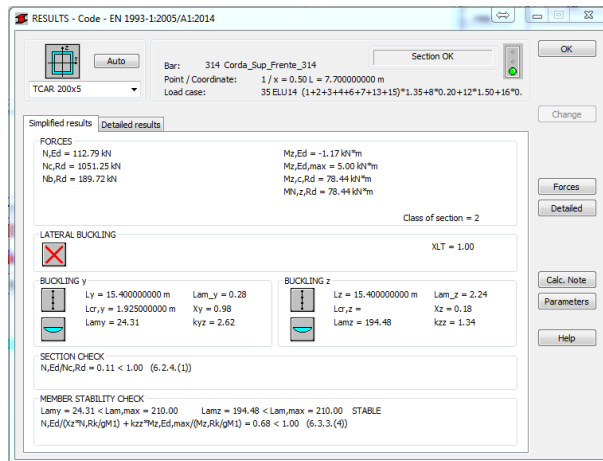 RESULTS - Code - EN 1993-1:2005/A1:2014
Auto
TCAR 200x5
Bar: 314 Corda_Sup_Frente_314
Point / Coordinate: 1 / x = 0.50 L = 7.700000000 m
Load case: 35 ELU14 (1+2+3+4+6+7+13+15)*1.35+8*0.20+12*1.50+16*0.
Section OK
OK
Change
Simplified results
Detailed results
FORCES
N,Ed = 112.79 kN
Nc,Rd = 1051.25 kN
Nb,Rd = 189.72 kN
Mz,Ed = -1.17 kN*m
Mz,Ed,max = 5.00 kN*m
Mz,c,Rd = 78.44 kN*m
MN,z,Rd = 78.44 kN*m
Class of section = 2
Forces
Detailed
LATERAL BUCKLING
XLT = 1.00
BUCKLING y
Ly = 15.400000000 m
Lam_y = 0.28
Lcr,y = 1.925000000 m
Xy = 0.98
Lamy = 24.31
kyz = 2.62
BUCKLING z
Lz = 15.400000000 m
Lam_z = 2.24
Lcr,z =
Xz = 0.18
Lamz = 194.48
kzz = 1.34
Calc. Note
Parameters
Help
SECTION CHECK
N,Ed/Nc,Rd = 0.11 < 1.00 (6.2.4.(1))
MEMBER STABILITY CHECK
Lamy = 24.31 < Lam,max = 210.00 Lamz = 194.48 < Lam,max = 210.00 STABLE
N,Ed/(Xz*N,Rk/gM1) + kzz*Mz,Ed,max/(Mz,Rk/gM1) = 0.68 < 1.00 (6.3.3.(4))